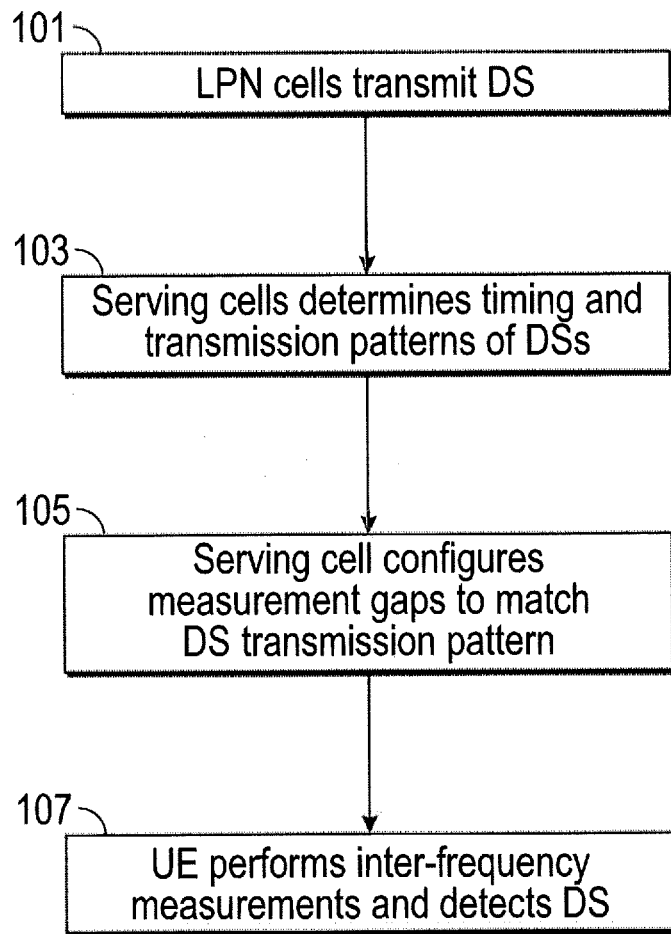 101
LPN cells transmit DS
103
Serving cells determines timing and
transmission patterns of DSs
105
Serving cell configures
measurement gaps to match
DS transmission pattern
107
UE performs inter-frequency
measurements and detects DS